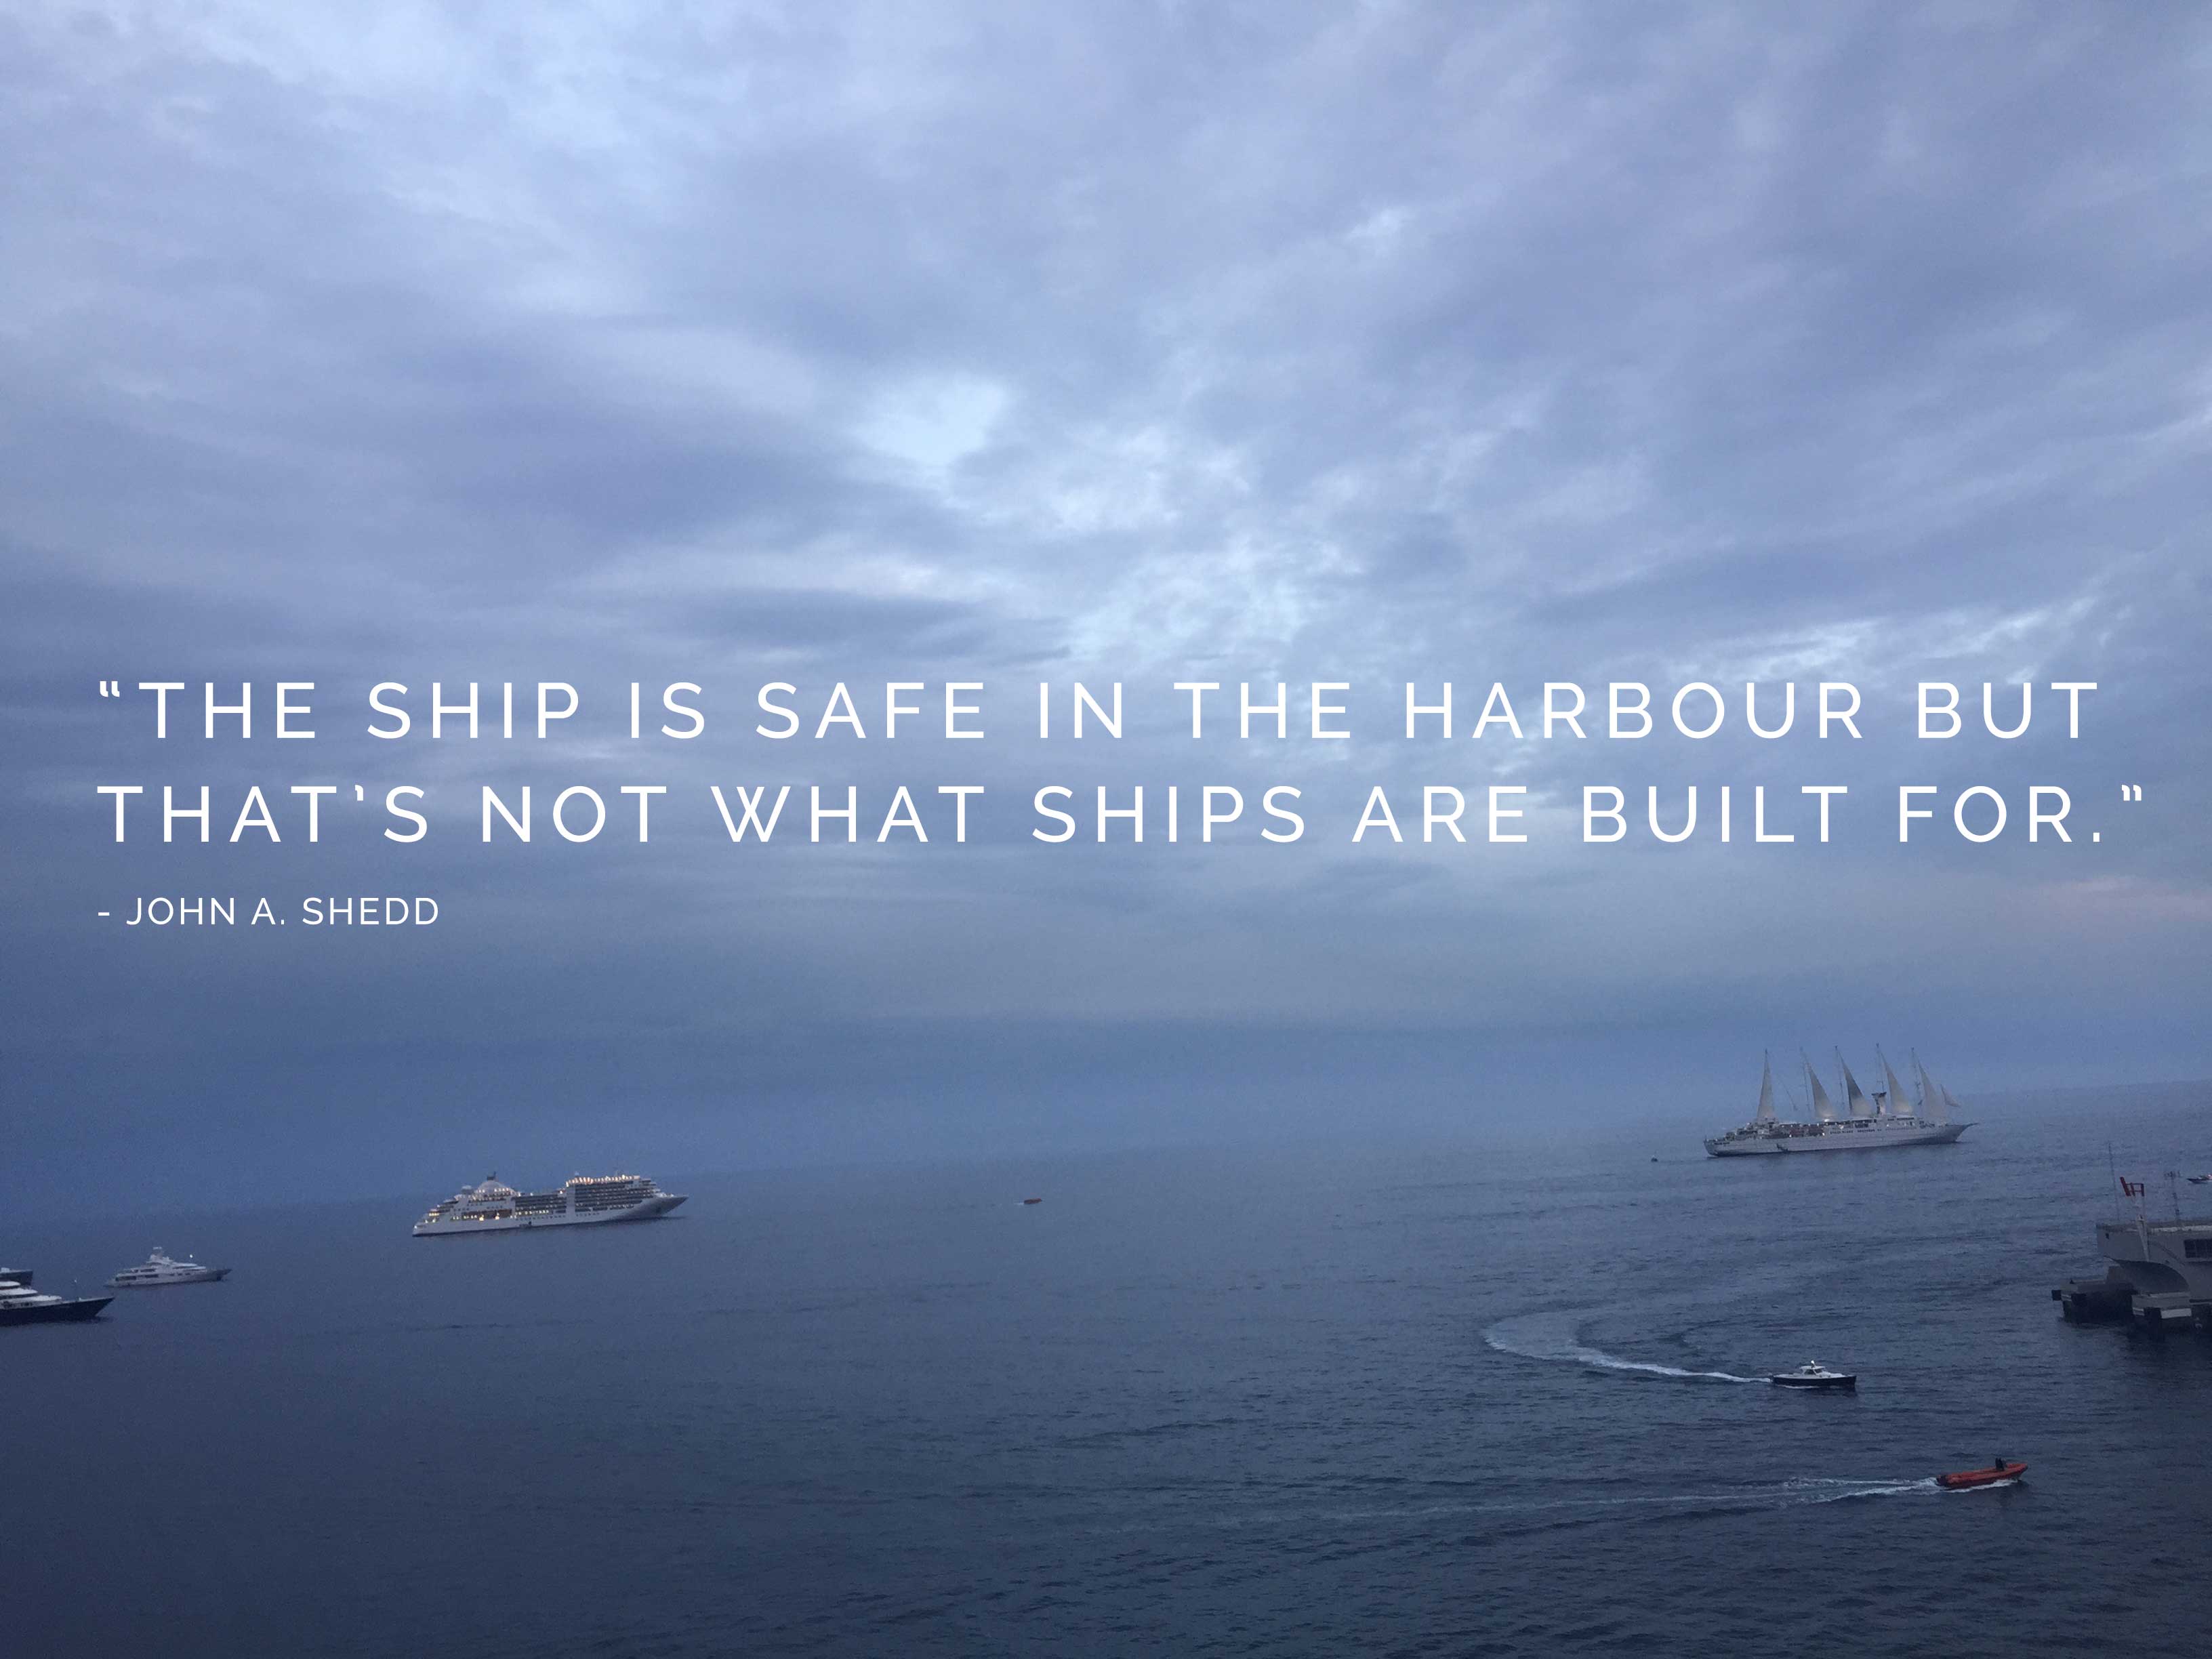 “THE SHIP IS SAFE IN THE HARBOUR BUT
THAT’S NOT WHAT SHIPS ARE BUILT FOR.”
- JOHN A. SHEDD